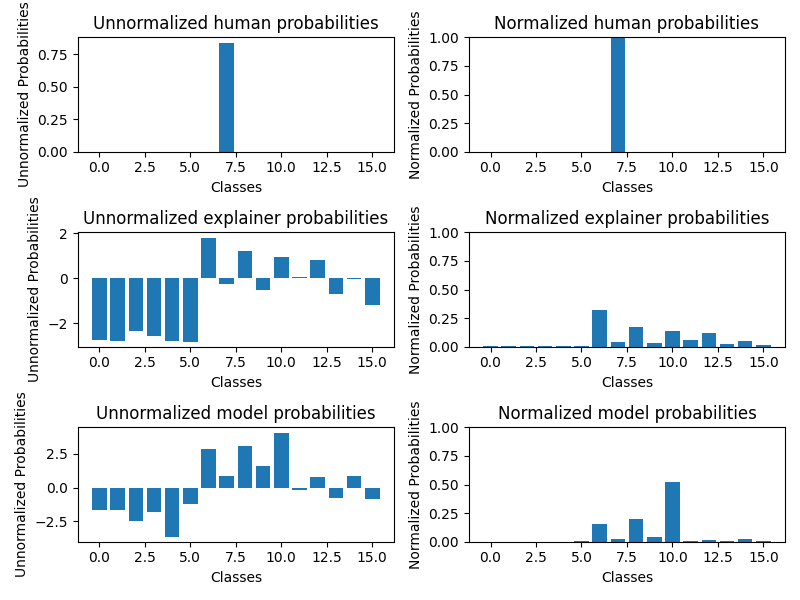 Unnormalized human probabilities
Unnormalized Probabilities
0.75
0.50
0.25
0.00
0.0 2.5 5.0 7.5 10.0 12.5 15.0
Classes
Normalized human probabilities
Normalized Probabilities
1.00
0.75
0.50
0.25
0.00
0.0 2.5 5.0 7.5 10.0 12.5 15.0
Classes
Unnormalized explainer probabilities
Unnormalized Probabilities
2
0
−2
0.0 2.5 5.0 7.5 10.0 12.5 15.0
Classes
Normalized explainer probabilities
Normalized Probabilities
1.00
0.75
0.50
0.25
0.00
0.0 2.5 5.0 7.5 10.0 12.5 15.0
Classes
Unnormalized model probabilities
Unnormalized Probabilities
2.5
0.0
−2.5
0.0 2.5 5.0 7.5 10.0 12.5 15.0
Classes
Normalized model probabilities
Normalized Probabilities
1.00
0.75
0.50
0.25
0.00
0.0 2.5 5.0 7.5 10.0 12.5 15.0
Classes